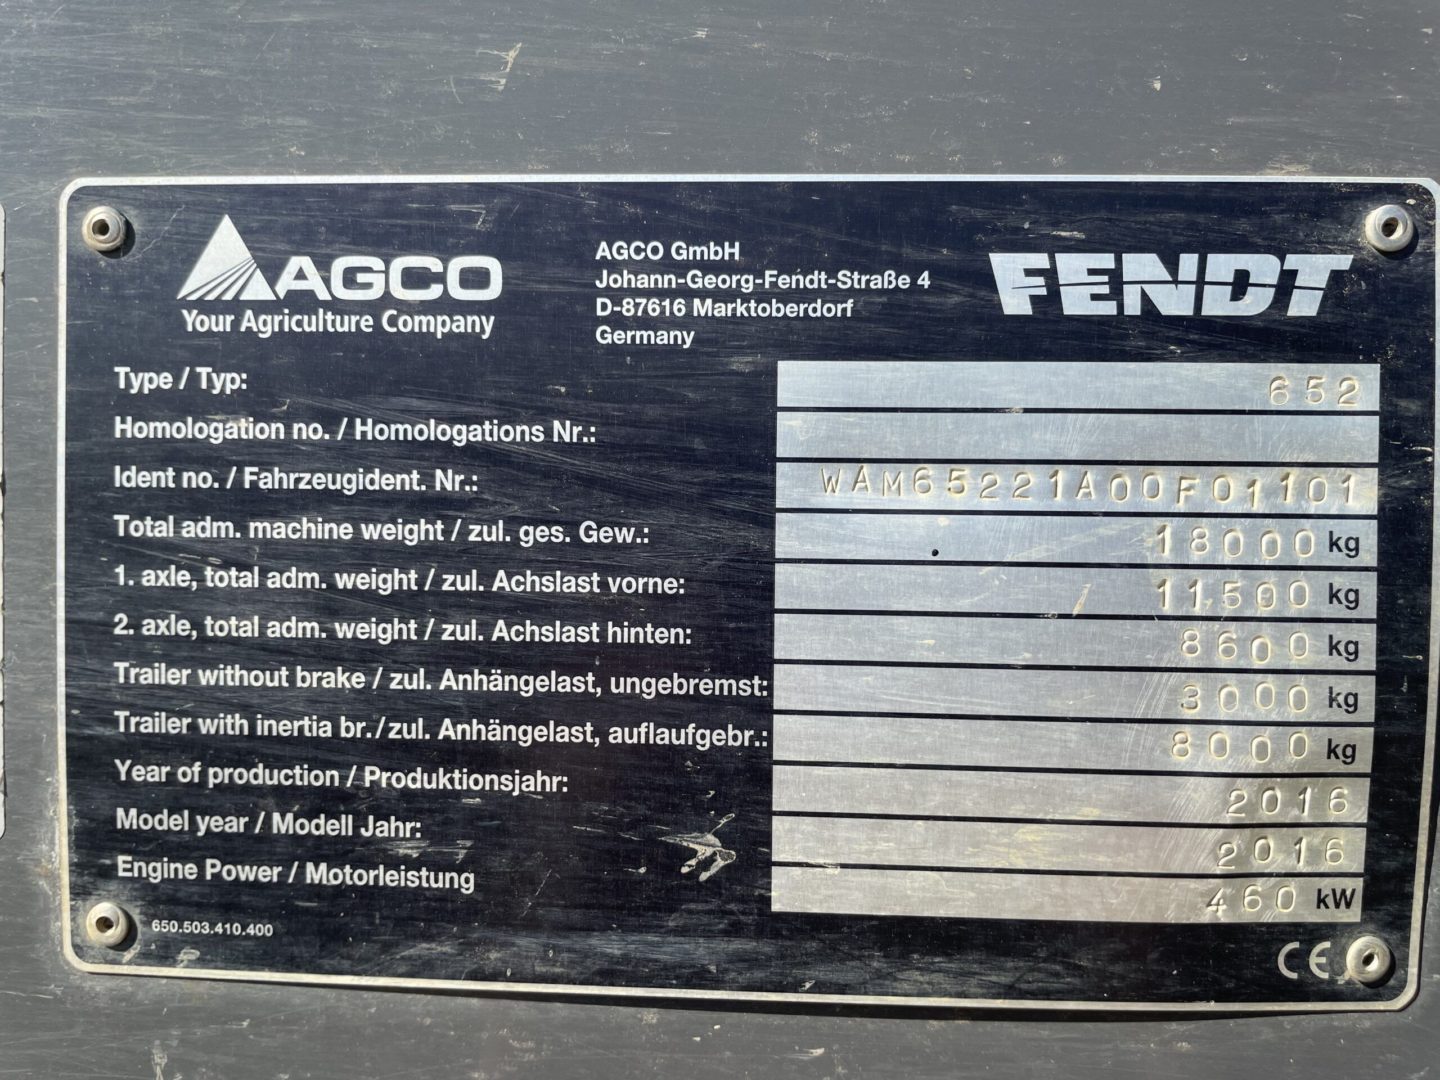 AGCO
Your Agriculture Company
AGCO GmbH
Johann-Georg-Fendt-Straße 4
D-87616 Marktoberdorf
Germany
FENDT
Type / Typ: 652
Homologation no. / Homologations Nr.:
Ident no. / Fahrzeugident. Nr.: WAM65221A00F01101
Total adm. machine weight / zul. ges. Gew.: 18000 kg
1. axle, total adm. weight / zul. Achslast vorne: 11500 kg
2. axle, total adm. weight / zul. Achslast hinten: 8600 kg
Trailer without brake / zul. Anhängelast, ungebremst: 3000 kg
Trailer with inertia br./zul. Anhängelast, auflaufgebr.: 8000 kg
Year of production / Produktionsjahr: 2016
Model year / Modell Jahr: 2016
Engine Power / Motorleistung 460 kW
650.503.410.400
CE